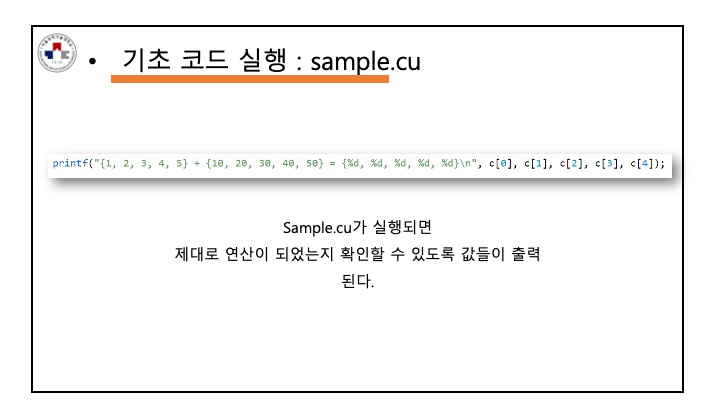 • 기초 코드 실행 : sample.cu
printf("{1, 2, 3, 4, 5} + {10, 20, 30, 40, 50} = {%d, %d, %d, %d, %d}\n", c[0], c[1], c[2], c[3], c[4]);
Sample.cu가 실행되면
제대로 연산이 되었는지 확인할 수 있도록 값들이 출력
된다.